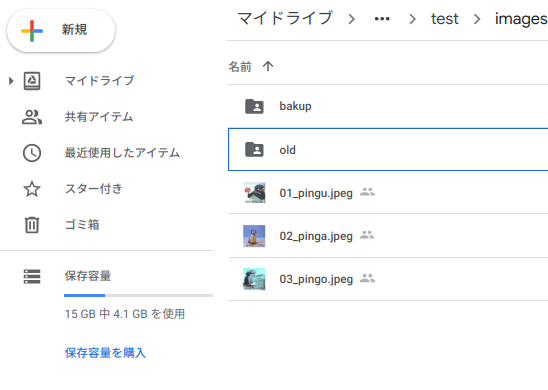 新規
マイドライブ > ••• > test > images
マイドライブ
共有アイテム
最近使用したアイテム
スター付き
ゴミ箱
保存容量
15 GB 中 4.1 GB を使用
保存容量を購入
名前 ↑
bakup
old
01_pingu.jpeg
02_pinga.jpeg
03_pingo.jpeg